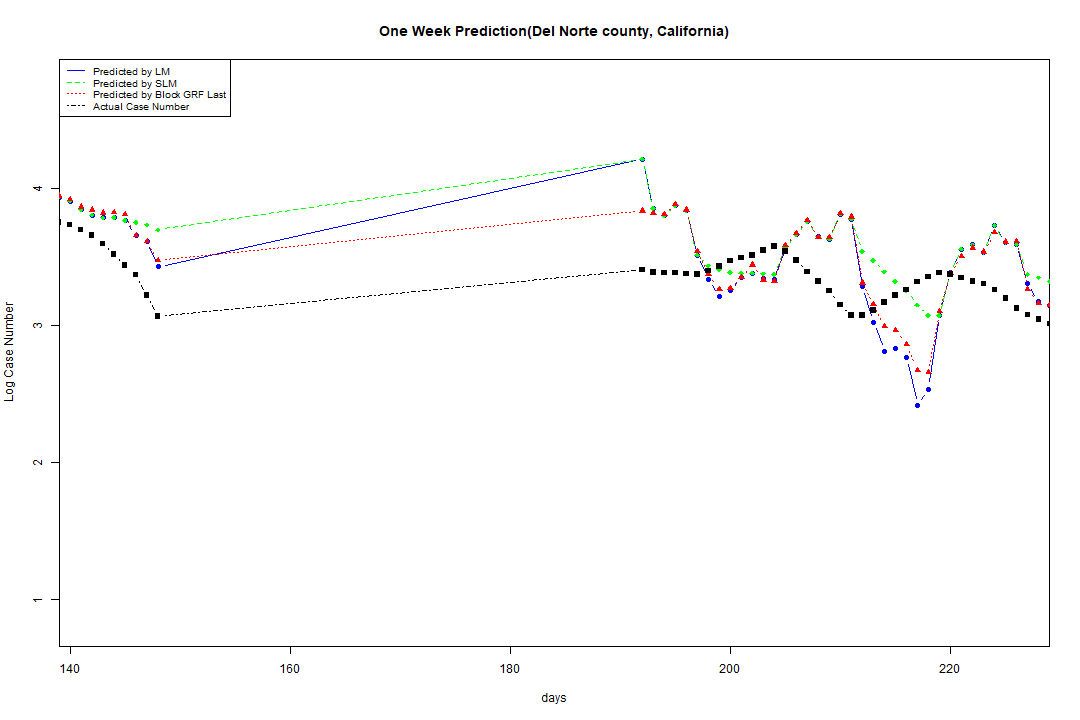 One Week Prediction(Del Norte county, California)
Predicted by LM
Predicted by SLM
Predicted by Block GRF Last
Actual Case Number
4
3
2
1
Log Case Number
140 160 180 200 220
days